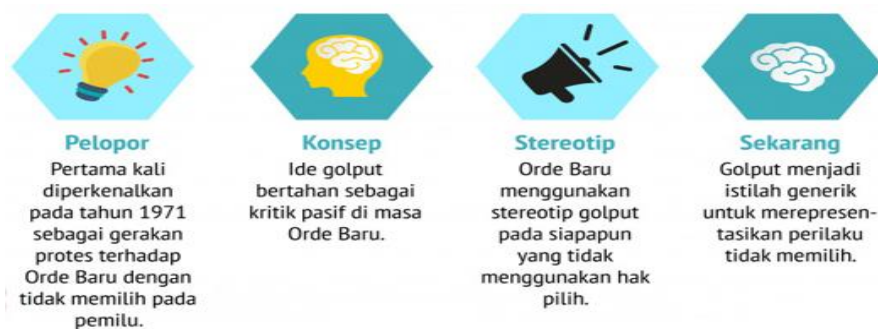 Pelopor
Pertama kali
diperkenalkan
pada tahun 1971
sebagai gerakan
protes terhadap
Orde Baru dengan
tidak memilih pada
pemilu.
Konsep
Ide golput
bertahan sebagai
kritik pasif di masa
Orde Baru.
Stereotip
Orde Baru
menggunakan
stereotip golput
pada siapapun
yang tidak
menggunakan hak
pilih.
Sekarang
Golput menjadi
istilah generik
untuk merepresen-
tasikan perilaku
tidak memilih.